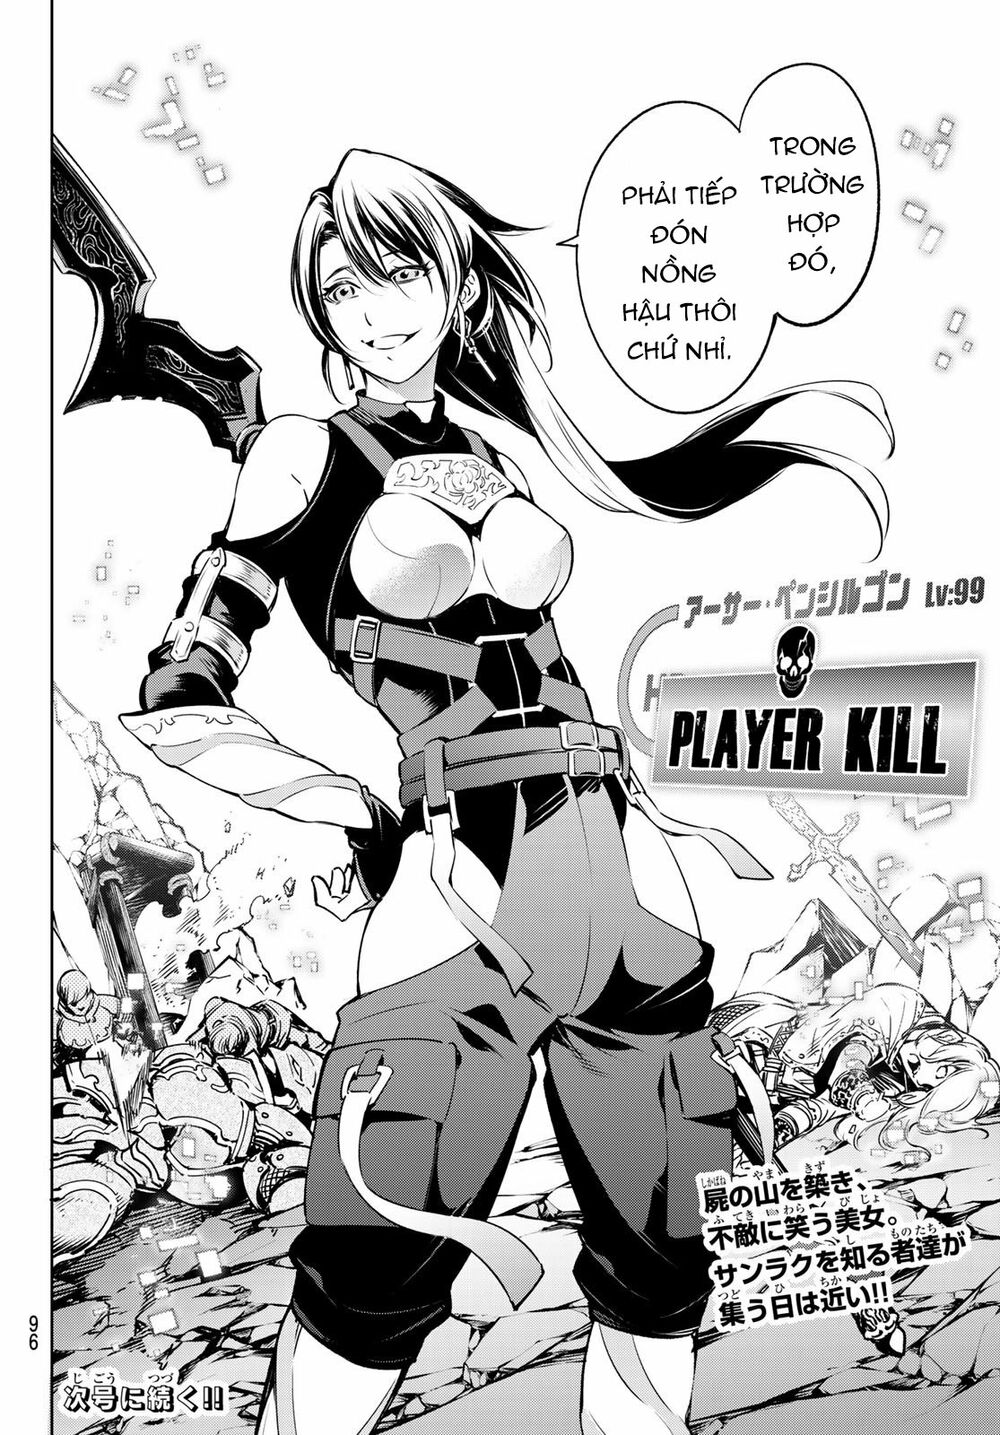 TRONG
TRƯỜNG
HỢP
ĐÓ,
PHẢI TIẾP
ĐÓN
NỒNG
HẬU THÔI
CHỨ NHỈ.
アーサー・ペンシルゴン Lv:99
H
PLAYER KILL
屍の山を築き、
不敵に笑う美女。
サンラクを知る者達が
集う日は近い!!
96
次号に続く!!